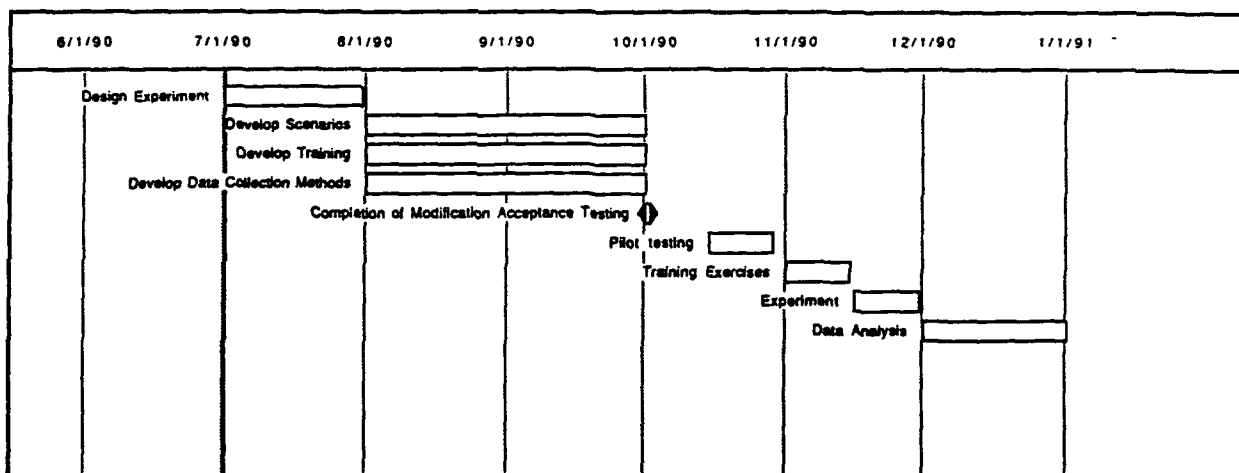 6/1/90 7/1/90 8/1/90 9/1/90 10/1/90 11/1/90 12/1/90 1/1/91
Design Experiment
Develop Scenarios
Develop Training
Develop Data Collection Methods
Completion of Modification Acceptance Testing
Pilot testing
Training Exercises
Experiment
Data Analysis